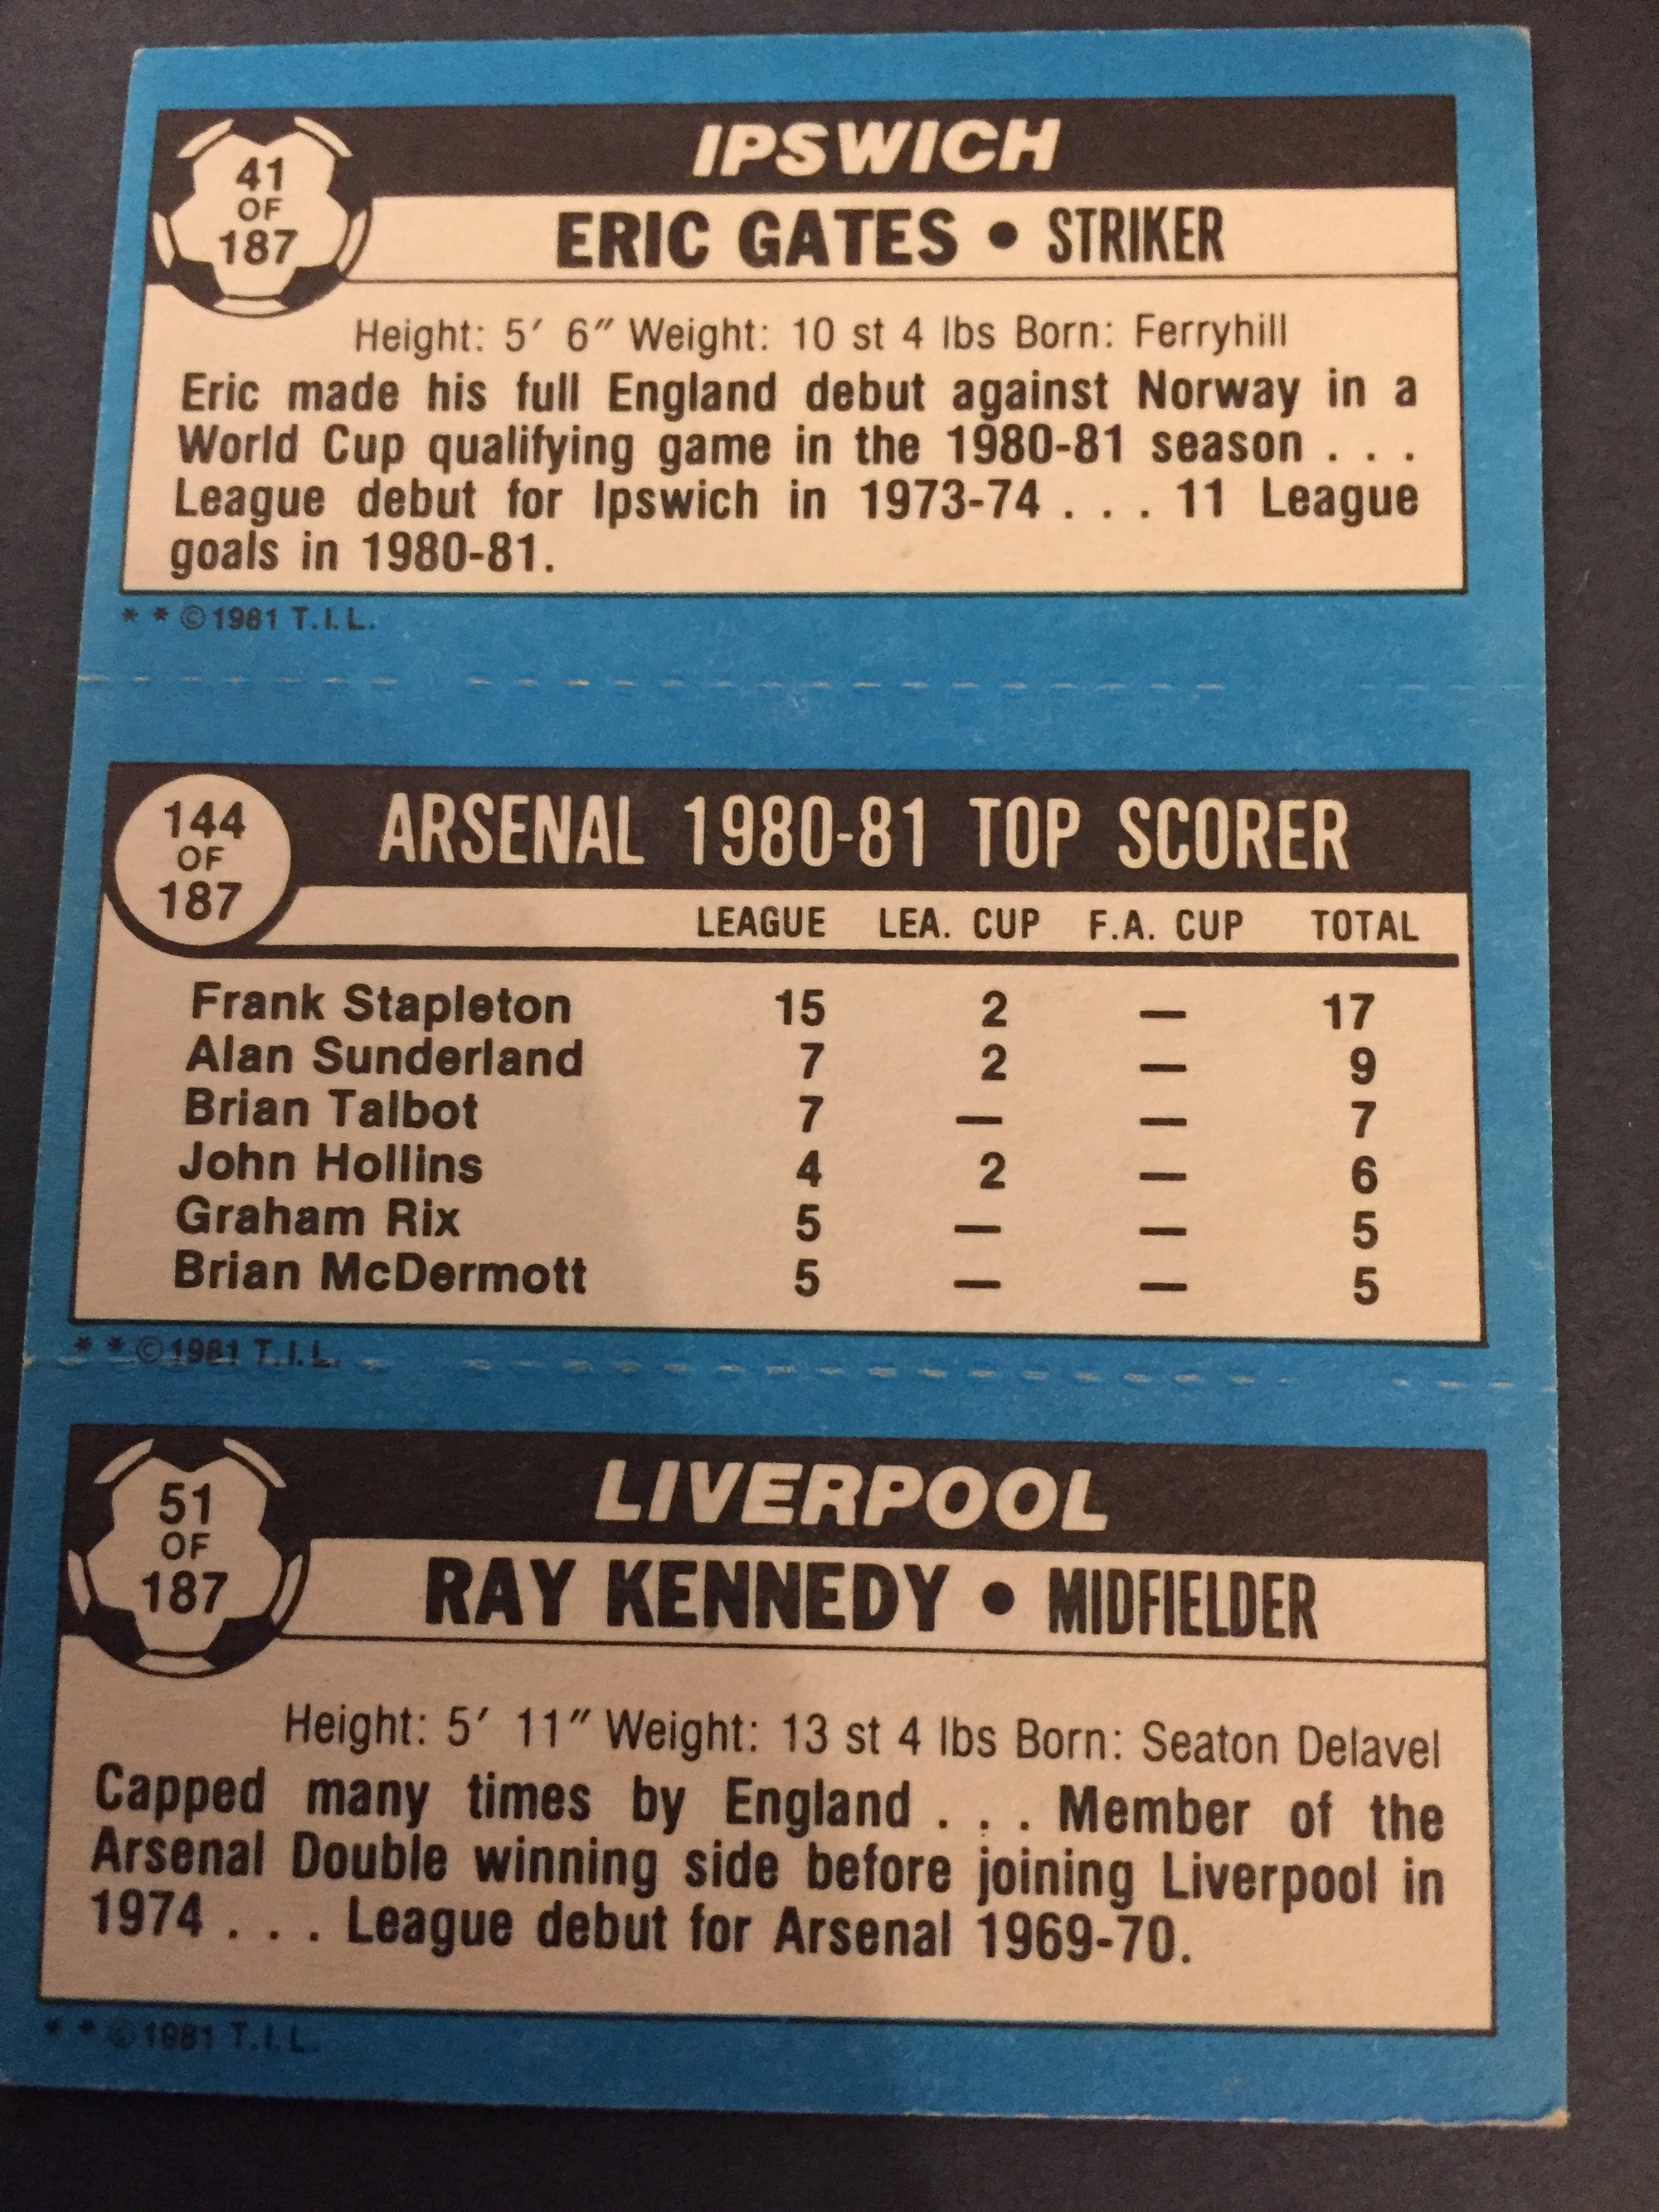 IPSWICH
41
OF
187
ERIC GATES • STRIKER
Height: 5′ 6″ Weight: 10 st 4 lbs Born: Ferryhill
Eric made his full England debut against Norway in a
World Cup qualifying game in the 1980-81 season . . .
League debut for Ipswich in 1973-74 . . . 11 League
goals in 1980-81.
* * © 1981 T.I.L.
144
OF
187
ARSENAL 1980-81 TOP SCORER
LEAGUE LEA. CUP F.A. CUP TOTAL
Frank Stapleton 15 2 — 17
Alan Sunderland 7 2 — 9
Brian Talbot 7 — — 7
John Hollins 4 2 — 6
Graham Rix 5 — — 5
Brian McDermott 5 — — 5
* * © 1981 T.I.L.
LIVERPOOL
51
OF
187
RAY KENNEDY • MIDFIELDER
Height: 5′ 11″ Weight: 13 st 4 lbs Born: Seaton Delavel
Capped many times by England . . . Member of the
Arsenal Double winning side before joining Liverpool in
1974 . . . League debut for Arsenal 1969-70.
* * © 1981 T.I.L.